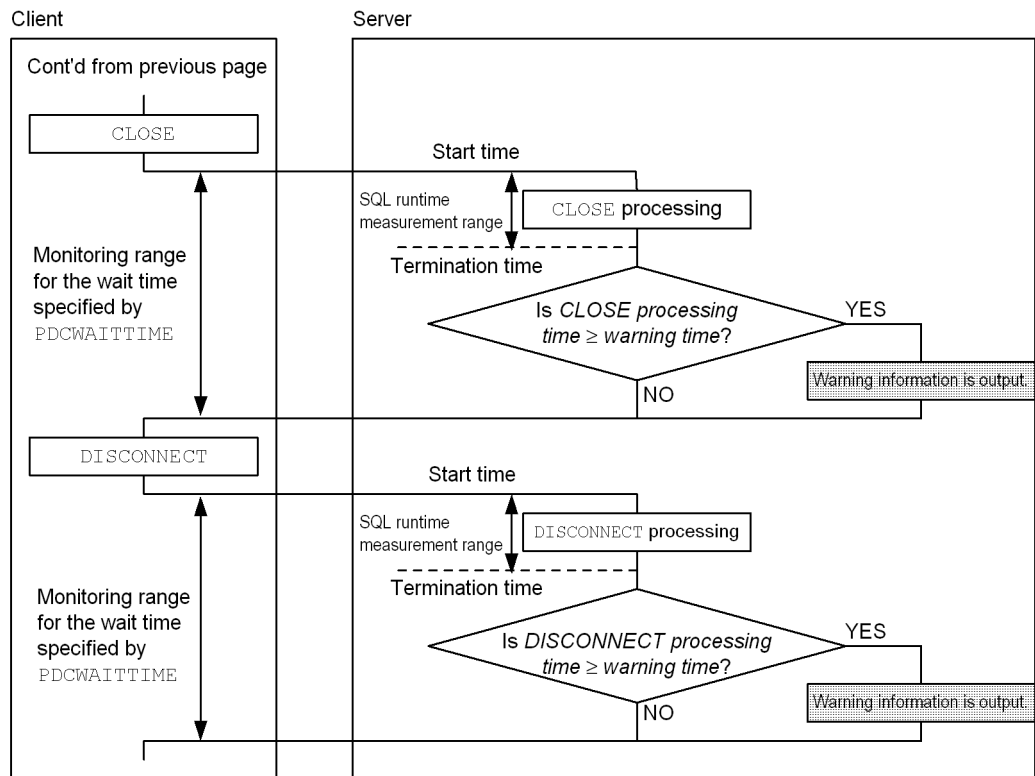 Client
Server
Cont'd from previous page
CLOSE
Start time
SQL runtime
measurement range
CLOSE processing
Termination time
Monitoring range
for the wait time
specified by
PDCWAITTIME
Is CLOSE processing
time ≥ warning time?
YES
Warning information is output.
NO
DISCONNECT
Start time
SQL runtime
measurement range
DISCONNECT processing
Termination time
Monitoring range
for the wait time
specified by
PDCWAITTIME
Is DISCONNECT processing
time ≥ warning time?
YES
Warning information is output.
NO